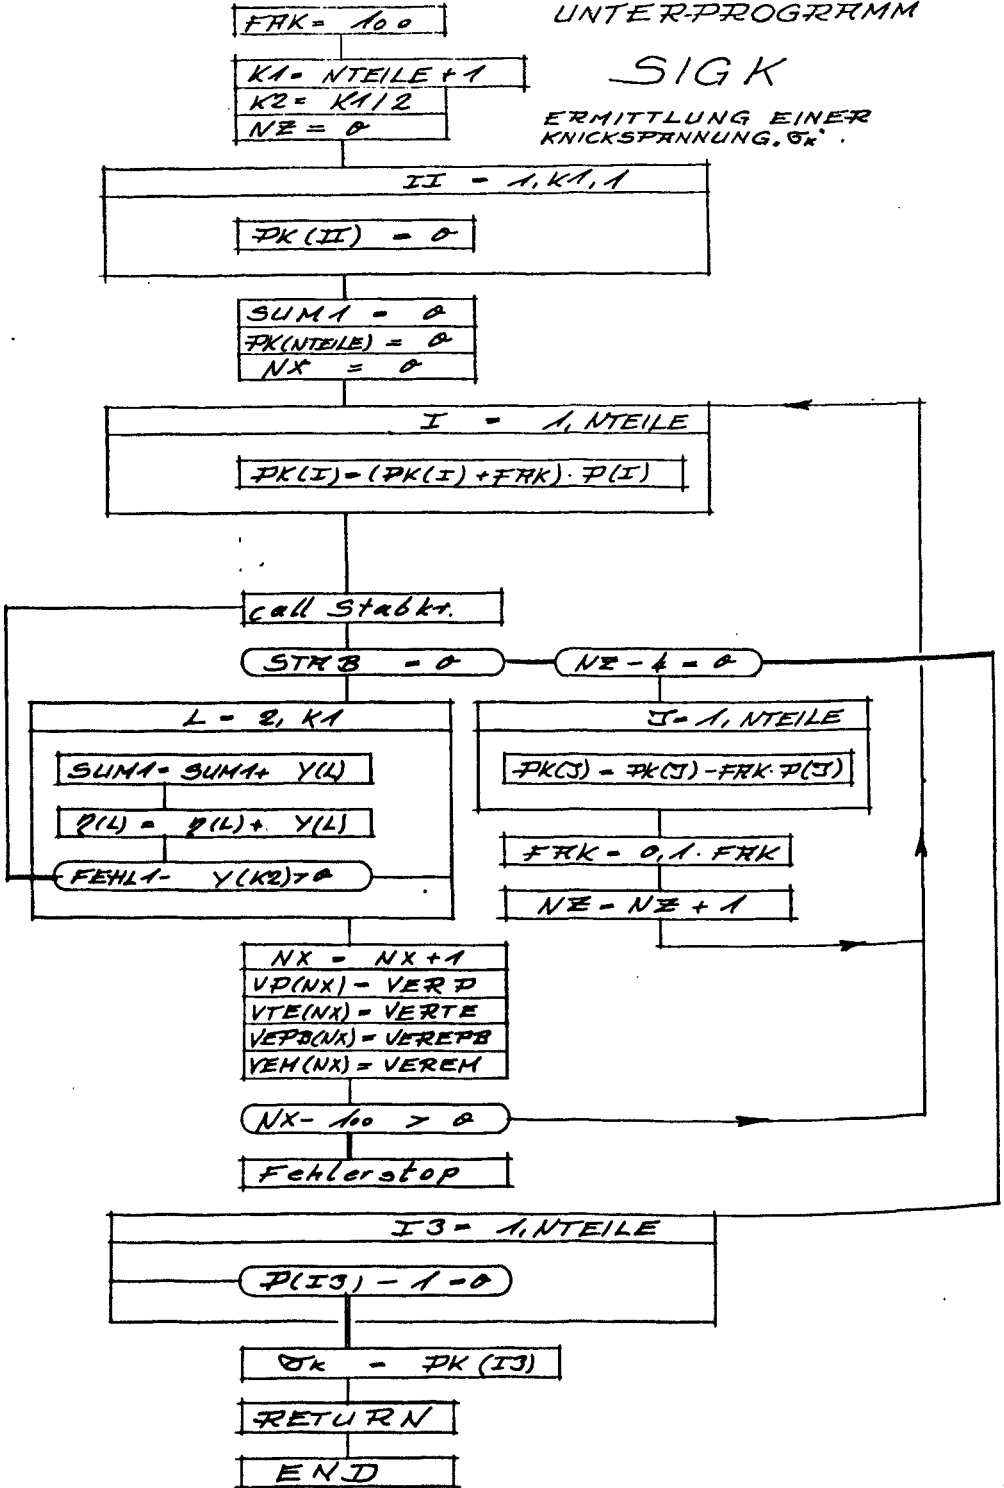 FAK = 100
UNTER-PROGRAMM
SIGK
ERMITTLUNG EINER
KNICKSPANNUNG, σK.
K1 = NTEILE + 1
K2 = K1/2
NZ = 0
II = 1, K1, 1
PK(II) = 0
SUM1 = 0
PK(NTEILE) = 0
NX = 0
I = 1, NTEILE
PK(I) = (PK(I) + FAK) · P(I)
call Stabkr.
STAB = 0
NZ - 4 = 0
L = 2, K1
J = 1, NTEILE
SUM1 = SUM1 + Y(L)
PK(J) = PK(J) - FAK · P(J)
η(L) = η(L) + Y(L)
FAK = 0,1 · FAK
FEHL1 - Y(K2) > 0
NZ = NZ + 1
NX = NX + 1
VP(NX) = VERP
VTE(NX) = VERTE
VEPB(NX) = VEREPB
VEM(NX) = VEREM
NX - 100 > 0
Fehlerstop
I3 = 1, NTEILE
P(I3) - 1 = 0
σK = PK(I3)
RETURN
END